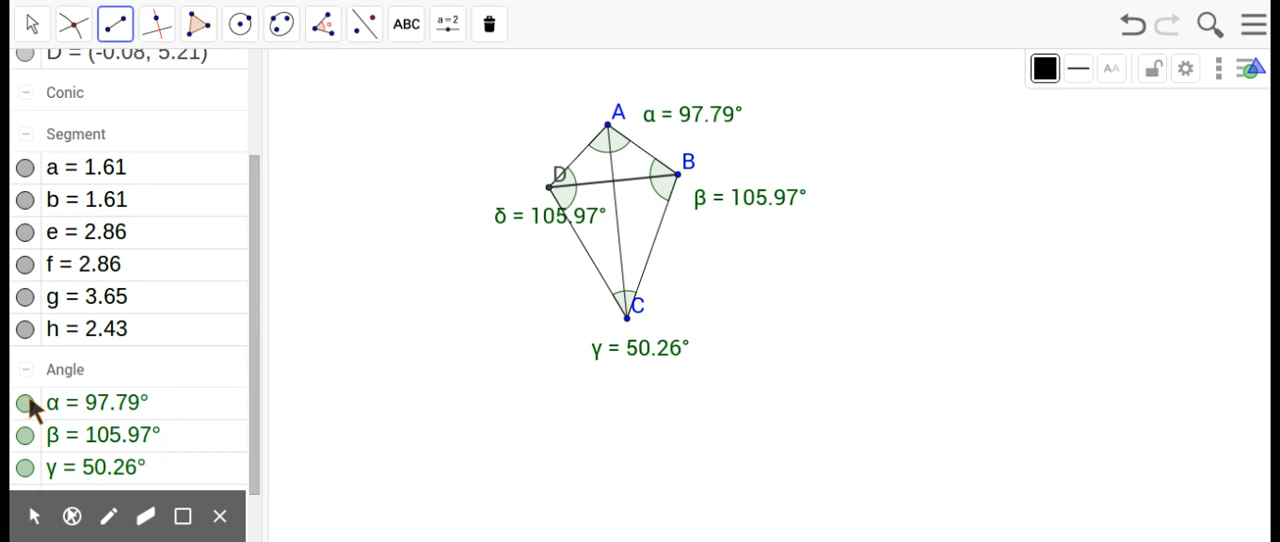 ABC
a=2
D = (-0.08, 5.21)
Conic
Segment
a = 1.61
b = 1.61
e = 2.86
f = 2.86
g = 3.65
h = 2.43
Angle
α = 97.79°
β = 105.97°
γ = 50.26°
AA
A
α = 97.79°
B
D
β = 105.97°
δ = 105.97°
C
γ = 50.26°